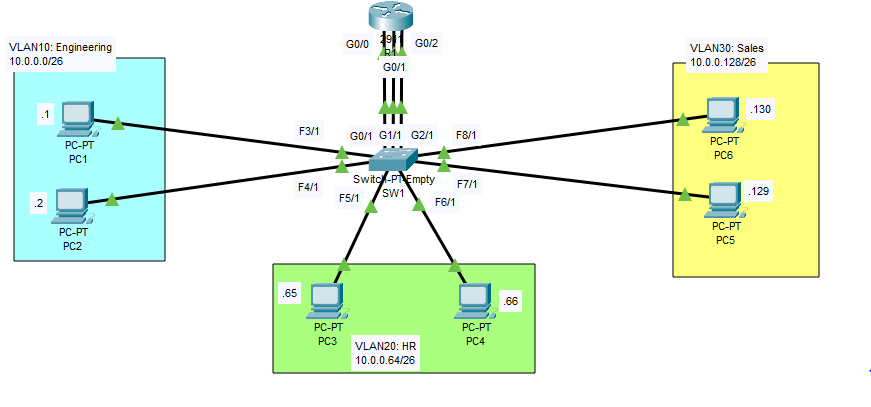 G0/0
2911
R1
G0/2
G0/1
VLAN10: Engineering
10.0.0.0/26
VLAN30: Sales
10.0.0.128/26
.1
PC-PT
PC1
F3/1
G0/1
G1/1
G2/1
F8/1
.130
PC-PT
PC6
.2
PC-PT
PC2
F4/1
Switch-PT-Empty
SW1
F5/1
F6/1
F7/1
.129
PC-PT
PC5
.65
PC-PT
PC3
.66
PC-PT
PC4
VLAN20: HR
10.0.0.64/26